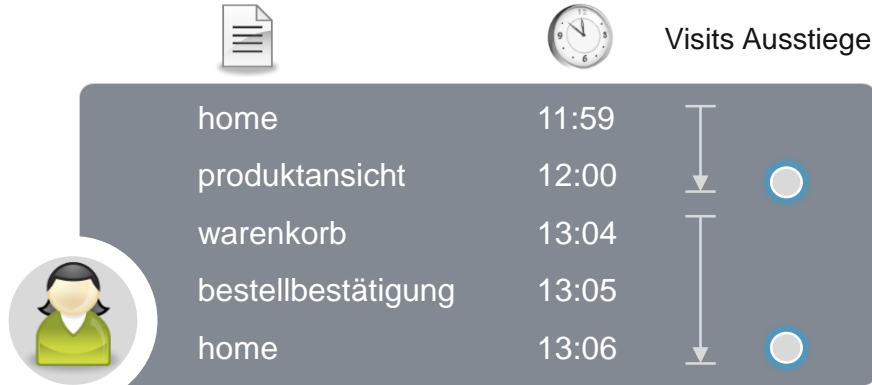 Visits Ausstiege
home 11:59
produktansicht 12:00
warenkorb 13:04
bestellbestätigung 13:05
home 13:06